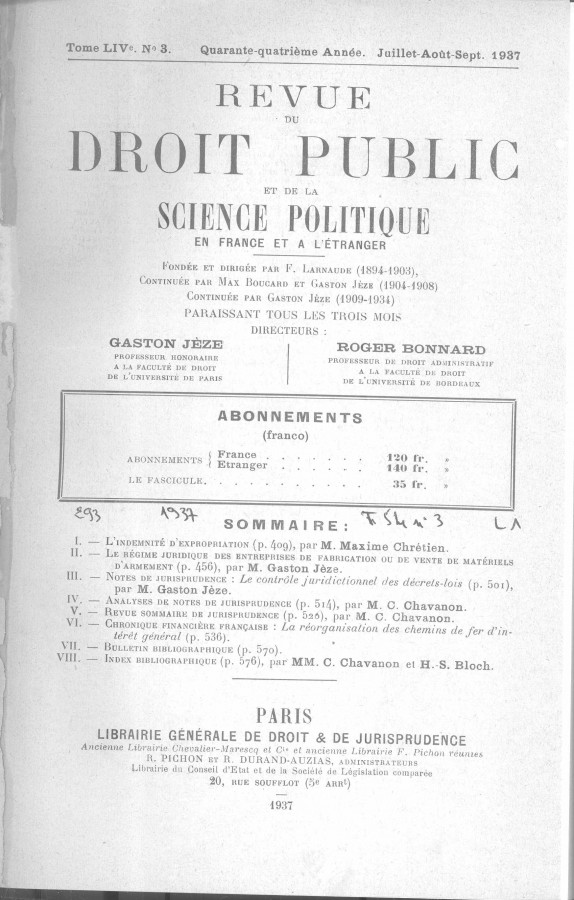 Tome LIVe. No 3. Quarante-quatrième Année. Juillet-Août-Sept. 1937
REVUE
DU
DROIT PUBLIC
ET DE LA
SCIENCE POLITIQUE
EN FRANCE ET A L'ÉTRANGER
FONDÉE ET DIRIGÉE PAR F. LARNAUDE (1894-1903),
CONTINUÉE PAR MAX BOUCARD ET GASTON JÈZE (1904-1908)
CONTINUÉE PAR GASTON JÈZE (1909-1934)
PARAISSANT TOUS LES TROIS MOIS
DIRECTEURS :
GASTON JÈZE
PROFESSEUR HONORAIRE
A LA FACULTÉ DE DROIT
DE L'UNIVERSITÉ DE PARIS
ROGER BONNARD
PROFESSEUR DE DROIT ADMINISTRATIF
A LA FACULTÉ DE DROIT
DE L'UNIVERSITÉ DE BORDEAUX
ABONNEMENTS
(franco)
ABONNEMENTS { France . . . . . . . 120 fr. »
Etranger . . . . . . 140 fr. »
LE FASCICULE. . . . . . . . . . 35 fr. »
293 1937 F 54 n° 3 L1
SOMMAIRE :
I. — L'INDEMNITÉ D'EXPROPIATION (p. 409), par M. Maxime Chrétien.
II. — LE RÉGIME JURIDIQUE DES ENTREPRISES DE FABRICATION OU DE VENTE DE MATÉRIELS
D'ARMEMENT (p. 456), par M. Gaston Jèze.
III. — NOTES DE JURISPRUDENCE : Le contrôle juridictionnel des décrets-lois (p. 501),
par M. Gaston Jèze.
IV. — ANALYSES DE NOTES DE JURISPRUDENCE (p. 514), par M. C. Chavanon.
V. — REVUE SOMMAIRE DE JURISPRUDENCE (p. 526), par M. C. Chavanon.
VI. — CHRONIQUE FINANCIÈRE FRANÇAISE : La réorganisation des chemins de fer d'in-
térêt général (p. 536).
VII. — BULLETIN BIBLIOGRAPHIQUE (p. 570).
VIII. — INDEX BIBLIOGRAPHIQUE (p. 576), par MM. C. Chavanon et H.-S. Bloch.
PARIS
LIBRAIRIE GÉNÉRALE DE DROIT & DE JURISPRUDENCE
Ancienne Librairie Chevalier-Marescq et Cie et ancienne Librairie F. Pichon réunies
R. PICHON ET R. DURAND-AUZIAS, ADMINISTRATEURS
Librairie du Conseil d'Etat et de la Société de Législation comparée
20, RUE SOUFFLOT (5e ARRt)
1937